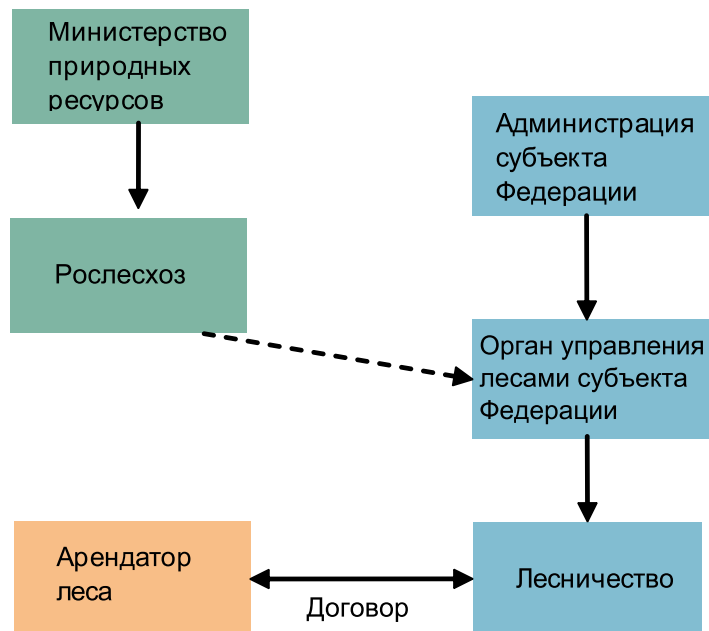 Министерство
природных
ресурсов
Администрация
субъекта
Федерации
Рослесхоз
Орган управления
лесами субъекта
Федерации
Арендатор
леса
Договор
Лесничество